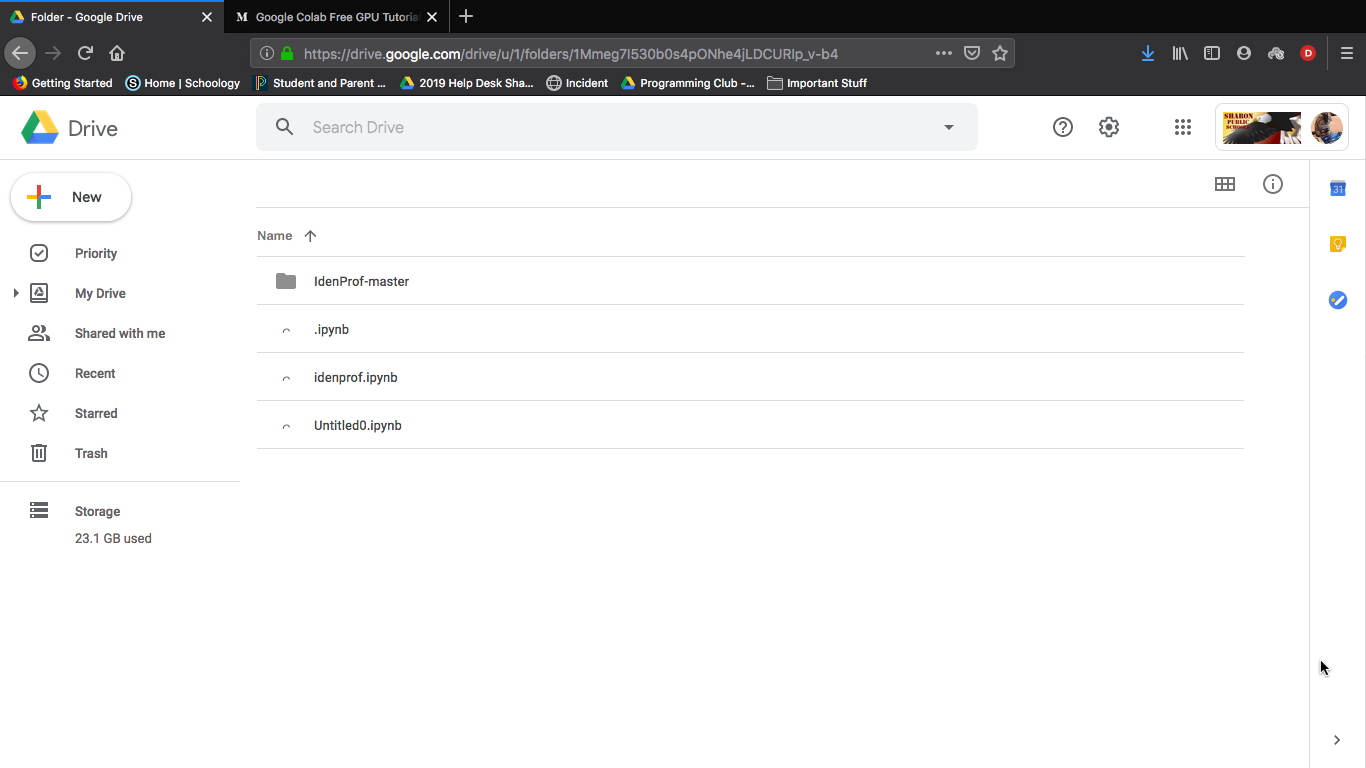 Folder - Google Drive
M Google Colab Free GPU Tutoria
https://drive.google.com/drive/u/1/folders/1Mmeg7l530b0s4pONhe4jLDCURlp_v-b4
D
Getting Started
S Home | Schoology
Student and Parent ...
2019 Help Desk Sha...
Incident
Programming Club -...
Important Stuff
Drive
Search Drive
SHARON
PUBLIC
SCHOOLS
New
Priority
My Drive
Shared with me
Recent
Starred
Trash
Storage
23.1 GB used
Name
IdenProf-master
.ipynb
idenprof.ipynb
Untitled0.ipynb
31